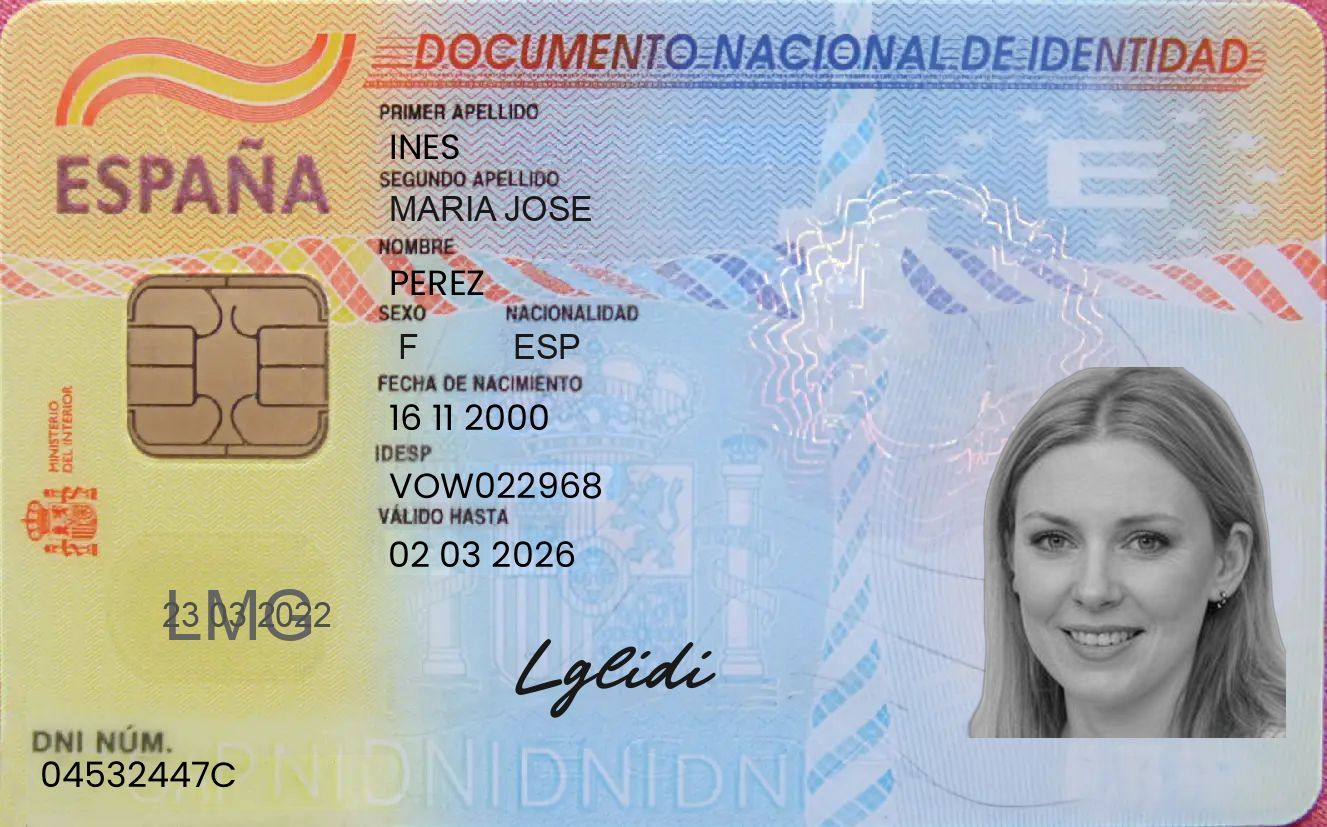 DOCUMENTO NACIONAL DE IDENTIDAD
ESPAÑA
PRIMER APELLIDO
INES
SEGUNDO APELLIDO
MARIA JOSE
NOMBRE
PEREZ
SEXO NACIONALIDAD
F ESP
FECHA DE NACIMIENTO
16 11 2000
IDESP
VOW022968
VÁLIDO HASTA
02 03 2026
MINISTERIO
DEL INTERIOR
E
LMG
23 03 2022
Lglidi
DNI NÚM.
04532447C
DNIDNIDNIDN